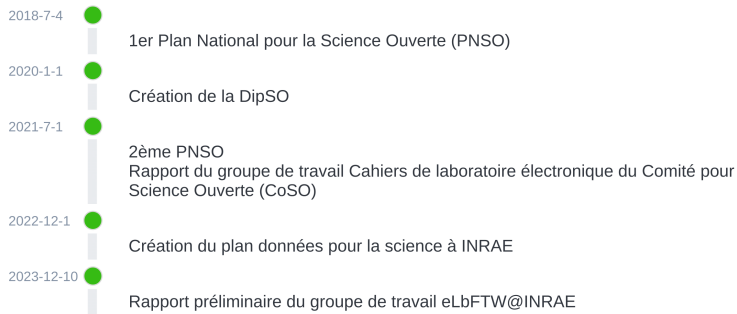 2018-7-4
1er Plan National pour la Science Ouverte (PNSO)
2020-1-1
Création de la DipSO
2021-7-1
2ème PNSO
Rapport du groupe de travail Cahiers de laboratoire électronique du Comité pour
Science Ouverte (CoSO)
2022-12-1
Création du plan données pour la science à INRAE
2023-12-10
Rapport préliminaire du groupe de travail eLbFTW@INRAE